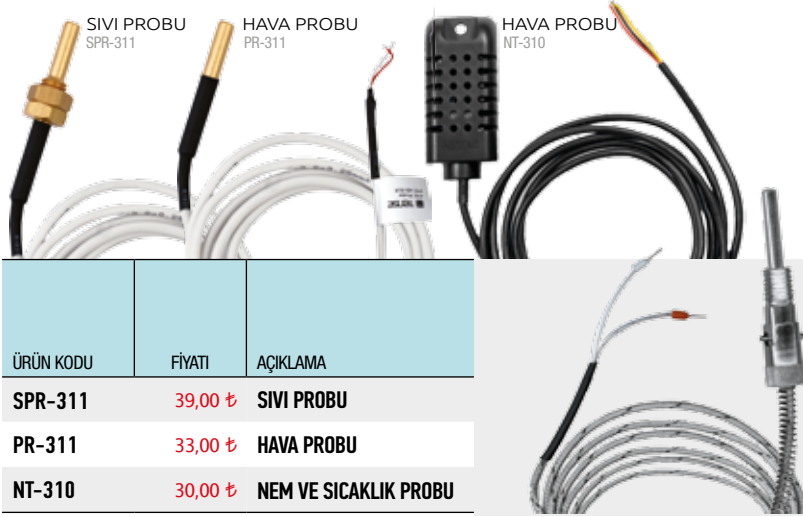 SIVI PROBU
SPR-311
HAVA PROBU
PR-311
HAVA PROBU
NT-310
ÜRÜN KODU FİYATI AÇIKLAMA
SPR-311 39,00 ₺ SIVI PROBU
PR-311 33,00 ₺ HAVA PROBU
NT-310 30,00 ₺ NEM VE SICAKLIK PROBU